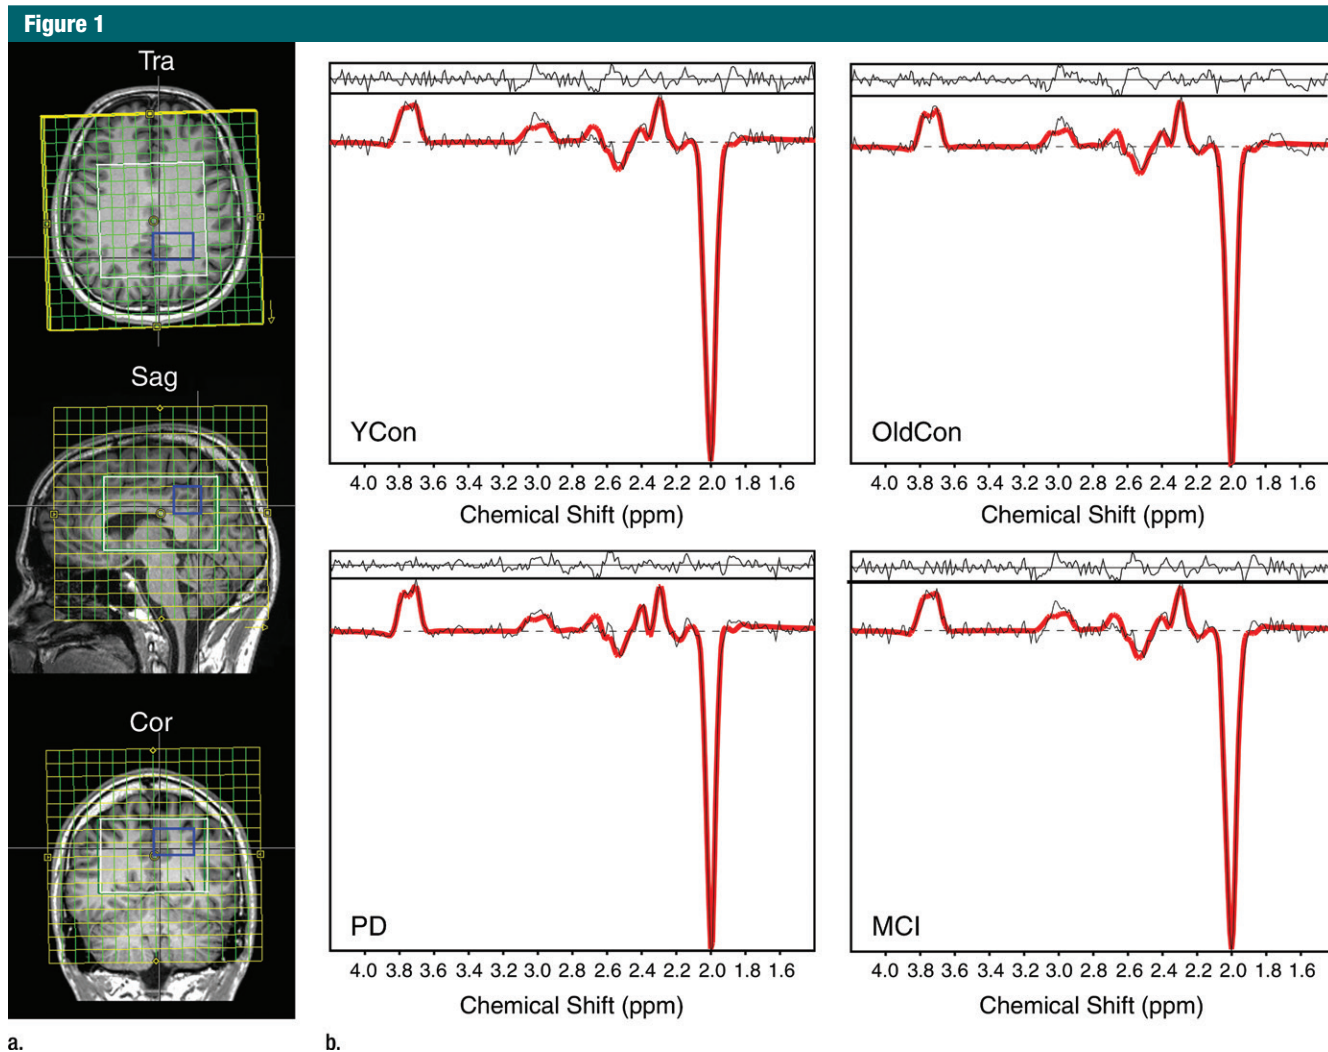 Figure 1
Tra
Sag
Cor
YCon
4.0 3.8 3.6 3.4 3.2 3.0 2.8 2.6 2.4 2.2 2.0 1.8 1.6
Chemical Shift (ppm)
OldCon
4.0 3.8 3.6 3.4 3.2 3.0 2.8 2.6 2.4 2.2 2.0 1.8 1.6
Chemical Shift (ppm)
PD
4.0 3.8 3.6 3.4 3.2 3.0 2.8 2.6 2.4 2.2 2.0 1.8 1.6
Chemical Shift (ppm)
MCI
4.0 3.8 3.6 3.4 3.2 3.0 2.8 2.6 2.4 2.2 2.0 1.8 1.6
Chemical Shift (ppm)
a.
b.